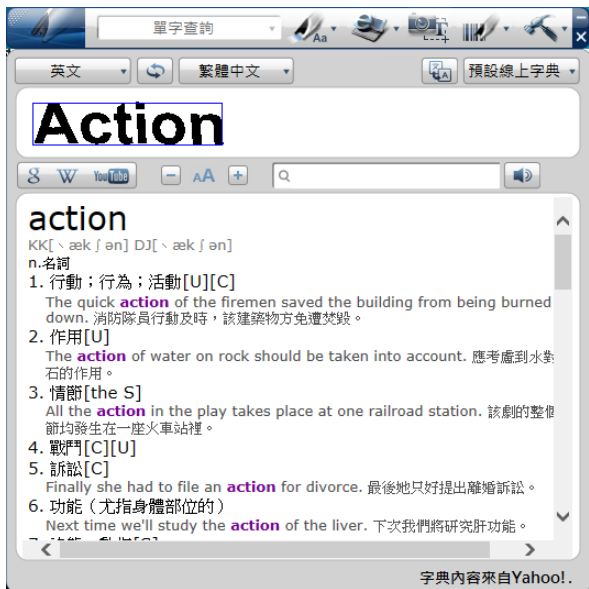 單字查詢
Aa
T
英文
繁體中文
預設線上字典
Action
8 W YouTube
AA
action
KK[ˋækʃən] DJ[ˋækʃən]
n.名詞
1. 行動；行為；活動[U][C]
The quick action of the firemen saved the building from being burned
down. 消防隊員行動及時，該建築物方免遭焚毀。
2. 作用[U]
The action of water on rock should be taken into account. 應考慮到水對
石的作用。
3. 情節[the S]
All the action in the play takes place at one railroad station. 該劇的整個
節均發生在一座火車站裡。
4. 戰鬥[C][U]
5. 訴訟[C]
Finally she had to file an action for divorce. 最後她只好提出離婚訴訟。
6. 功能（尤指身體部位的）
Next time we'll study the action of the liver. 下次我們將研究肝功能。
字典內容來自Yahoo!.